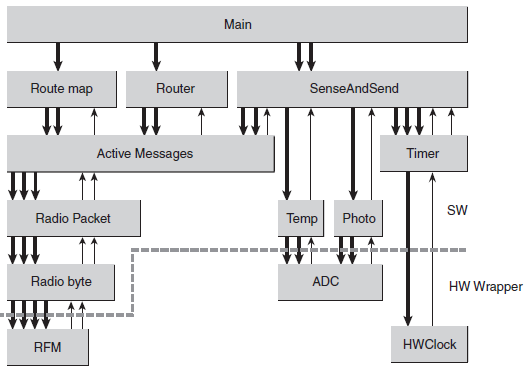 Main
Route map
Router
SenseAndSend
Active Messages
Timer
Radio Packet
Temp
Photo
SW
Radio byte
ADC
HW Wrapper
RFM
HWClock